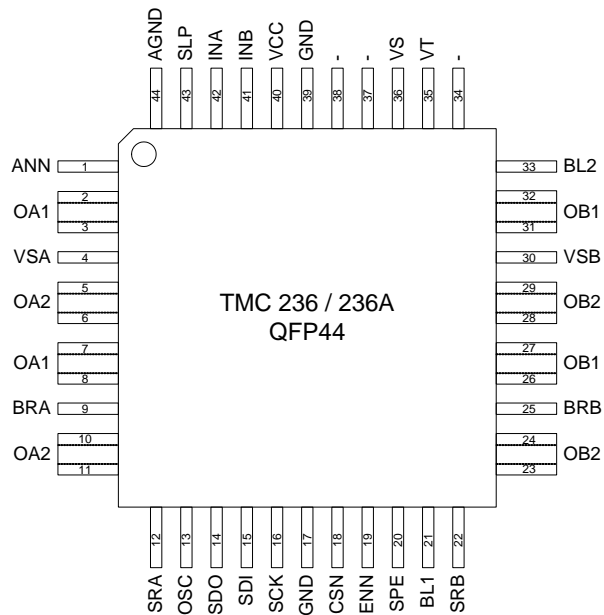 AGND SLP INA INB VCC GND - - VS VT -
44 43 42 41 40 39 38 37 36 35 34
ANN 1 33 BL2
2 32
OA1 OB1
3 31
VSA 4 30 VSB
5 29
OA2 OB2
6 28
TMC 236 / 236A
QFP44
7 27
OA1 OB1
8 26
BRA 9 25 BRB
10 24
OA2 OB2
11 23
12 13 14 15 16 17 18 19 20 21 22
SRA OSC SDO SDI SCK GND CSN ENN SPE BL1 SRB